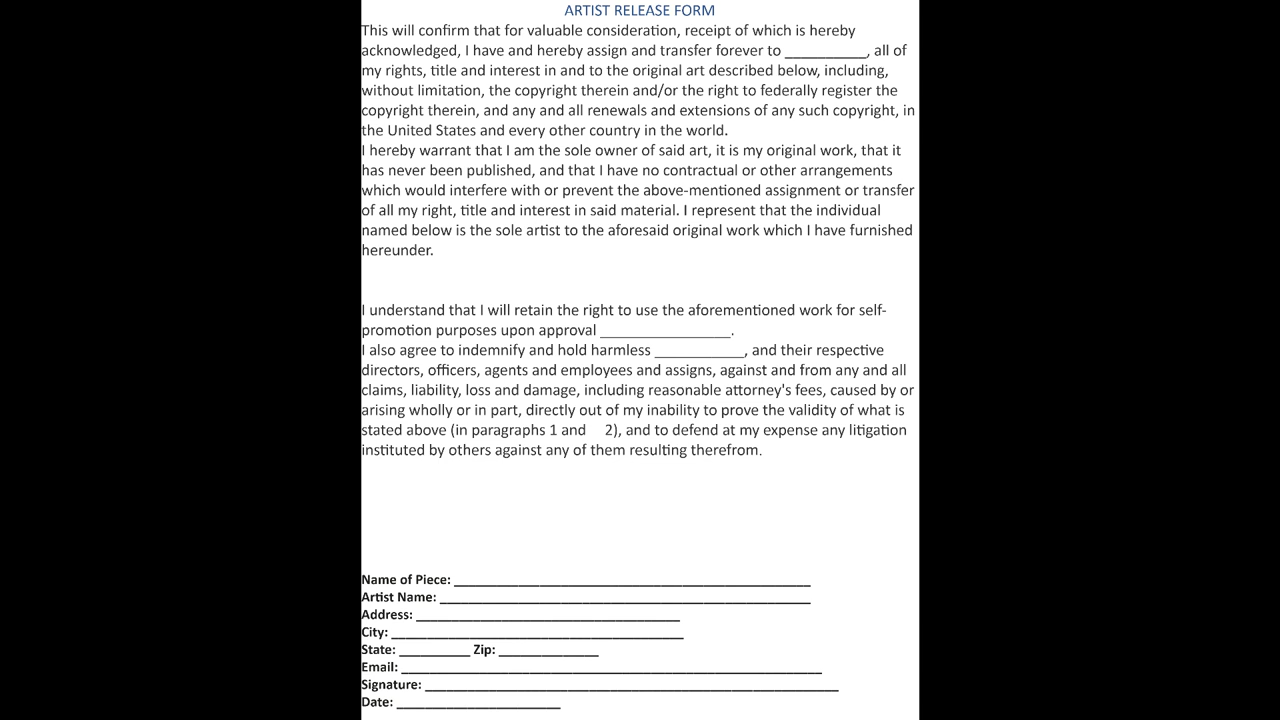 ARTIST RELEASE FORM
This will confirm that for valuable consideration, receipt of which is hereby
acknowledged, I have and hereby assign and transfer forever to __________, all of
my rights, title and interest in and to the original art described below, including,
without limitation, the copyright therein and/or the right to federally register the
copyright therein, and any and all renewals and extensions of any such copyright, in
the United States and every other country in the world.
I hereby warrant that I am the sole owner of said art, it is my original work, that it
has never been published, and that I have no contractual or other arrangements
which would interfere with or prevent the above-mentioned assignment or transfer
of all my right, title and interest in said material. I represent that the individual
named below is the sole artist to the aforesaid original work which I have furnished
hereunder.
I understand that I will retain the right to use the aforementioned work for self-
promotion purposes upon approval ________________.
I also agree to indemnify and hold harmless ___________, and their respective
directors, officers, agents and employees and assigns, against and from any and all
claims, liability, loss and damage, including reasonable attorney's fees, caused by or
arising wholly or in part, directly out of my inability to prove the validity of what is
stated above (in paragraphs 1 and 2), and to defend at my expense any litigation
instituted by others against any of them resulting therefrom.
Name of Piece: __________________________________________________
Artist Name: ____________________________________________________
Address: _____________________________________
City: _________________________________________
State: __________ Zip: ______________
Email: ___________________________________________________________
Signature: __________________________________________________________
Date: _______________________